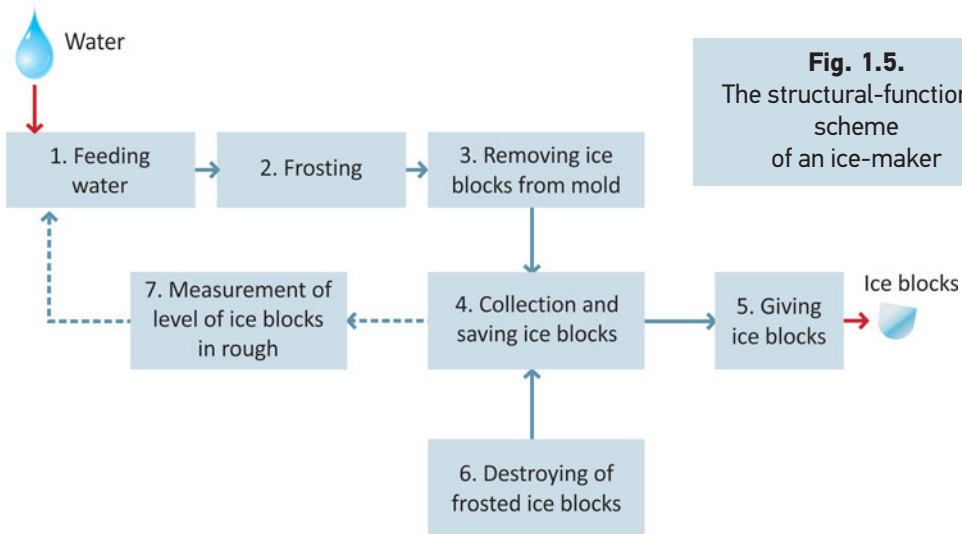 Water
Fig. 1.5.
The structural-function
scheme
of an ice-maker
1. Feeding
water
2. Frosting
3. Removing ice
blocks from mold
7. Measurement of
level of ice blocks
in rough
4. Collection and
saving ice blocks
5. Giving
ice blocks
Ice blocks
6. Destroying of
frosted ice blocks